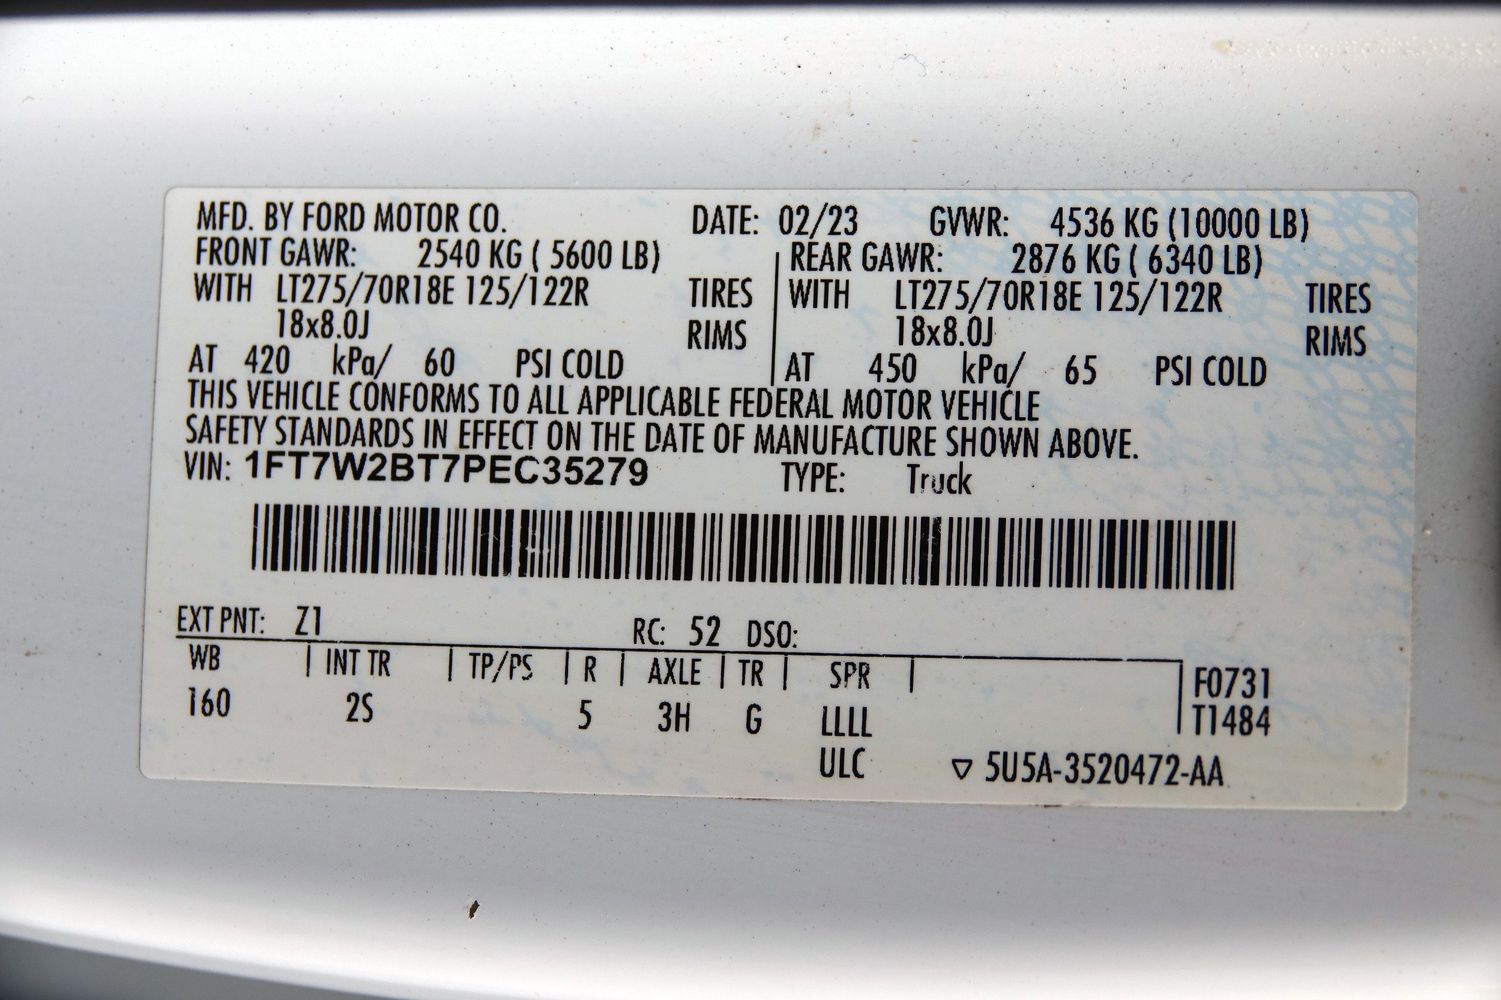 MFD. BY FORD MOTOR CO. DATE: 02/23 GVWR: 4536 KG (10000 LB)
FRONT GAWR: 2540 KG ( 5600 LB) REAR GAWR: 2876 KG ( 6340 LB)
WITH LT275/70R18E 125/122R TIRES WITH LT275/70R18E 125/122R TIRES
18x8.0J RIMS 18x8.0J RIMS
AT 420 kPa/ 60 PSI COLD AT 450 kPa/ 65 PSI COLD
THIS VEHICLE CONFORMS TO ALL APPLICABLE FEDERAL MOTOR VEHICLE
SAFETY STANDARDS IN EFFECT ON THE DATE OF MANUFACTURE SHOWN ABOVE.
VIN: 1FT7W2BT7PEC35279 TYPE: Truck
EXT PNT: Z1 RC: 52 DSO:
WB | INT TR | TP/PS | R | AXLE | TR | SPR | F0731
160 2S 5 3H G LLLL T1484
ULC ▽ 5U5A-3520472-AA